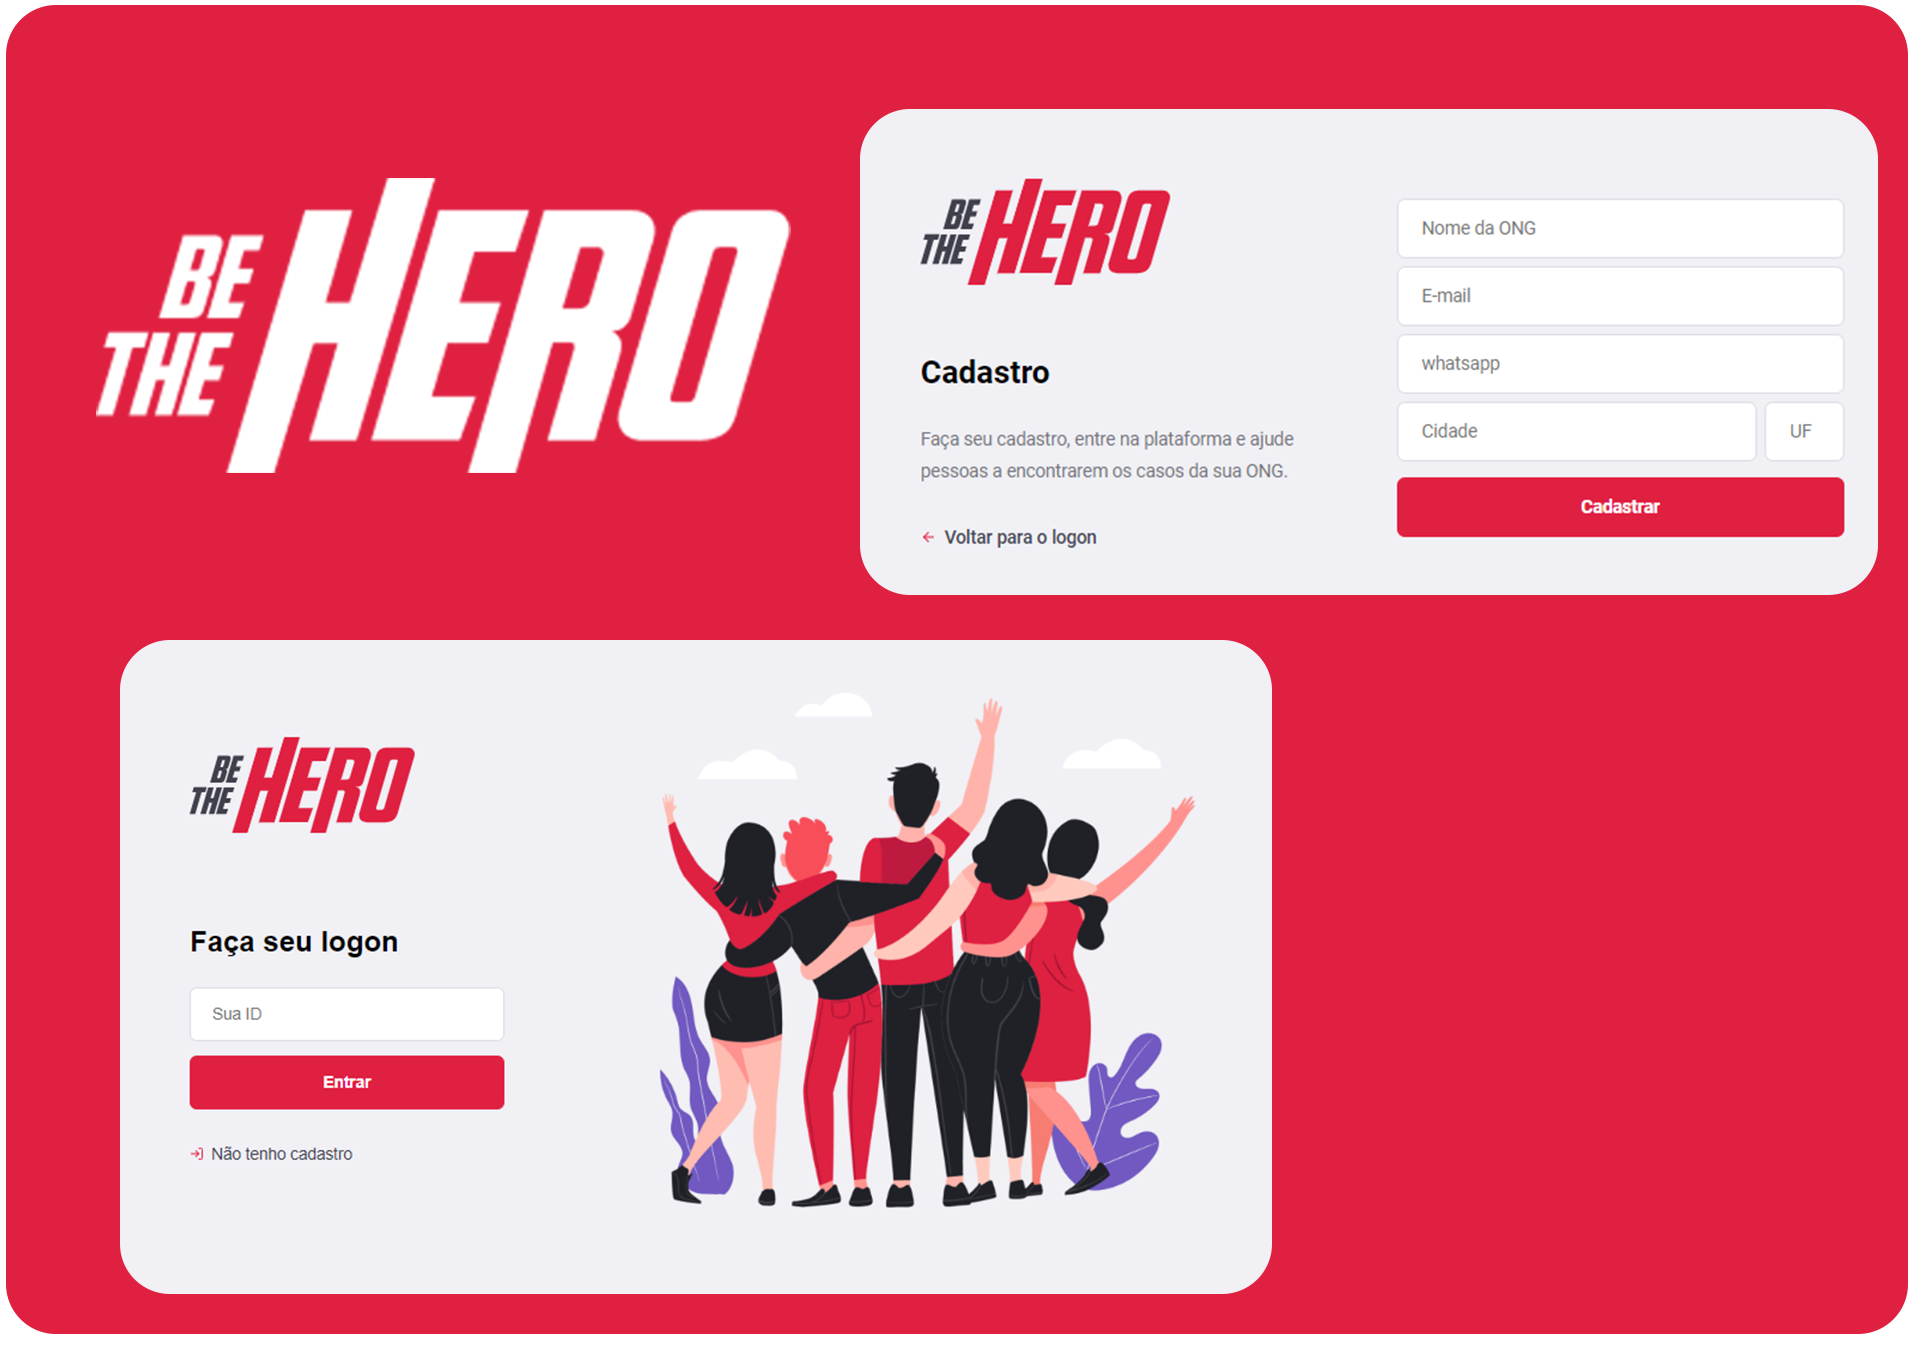 BE
THE HERO
BE
THE HERO
Cadastro
Faça seu cadastro, entre na plataforma e ajude
pessoas a encontrarem os casos da sua ONG.
Voltar para o logon
Nome da ONG
E-mail
whatsapp
Cidade
UF
Cadastrar
BE
THE HERO
Faça seu logon
Sua ID
Entrar
Não tenho cadastro